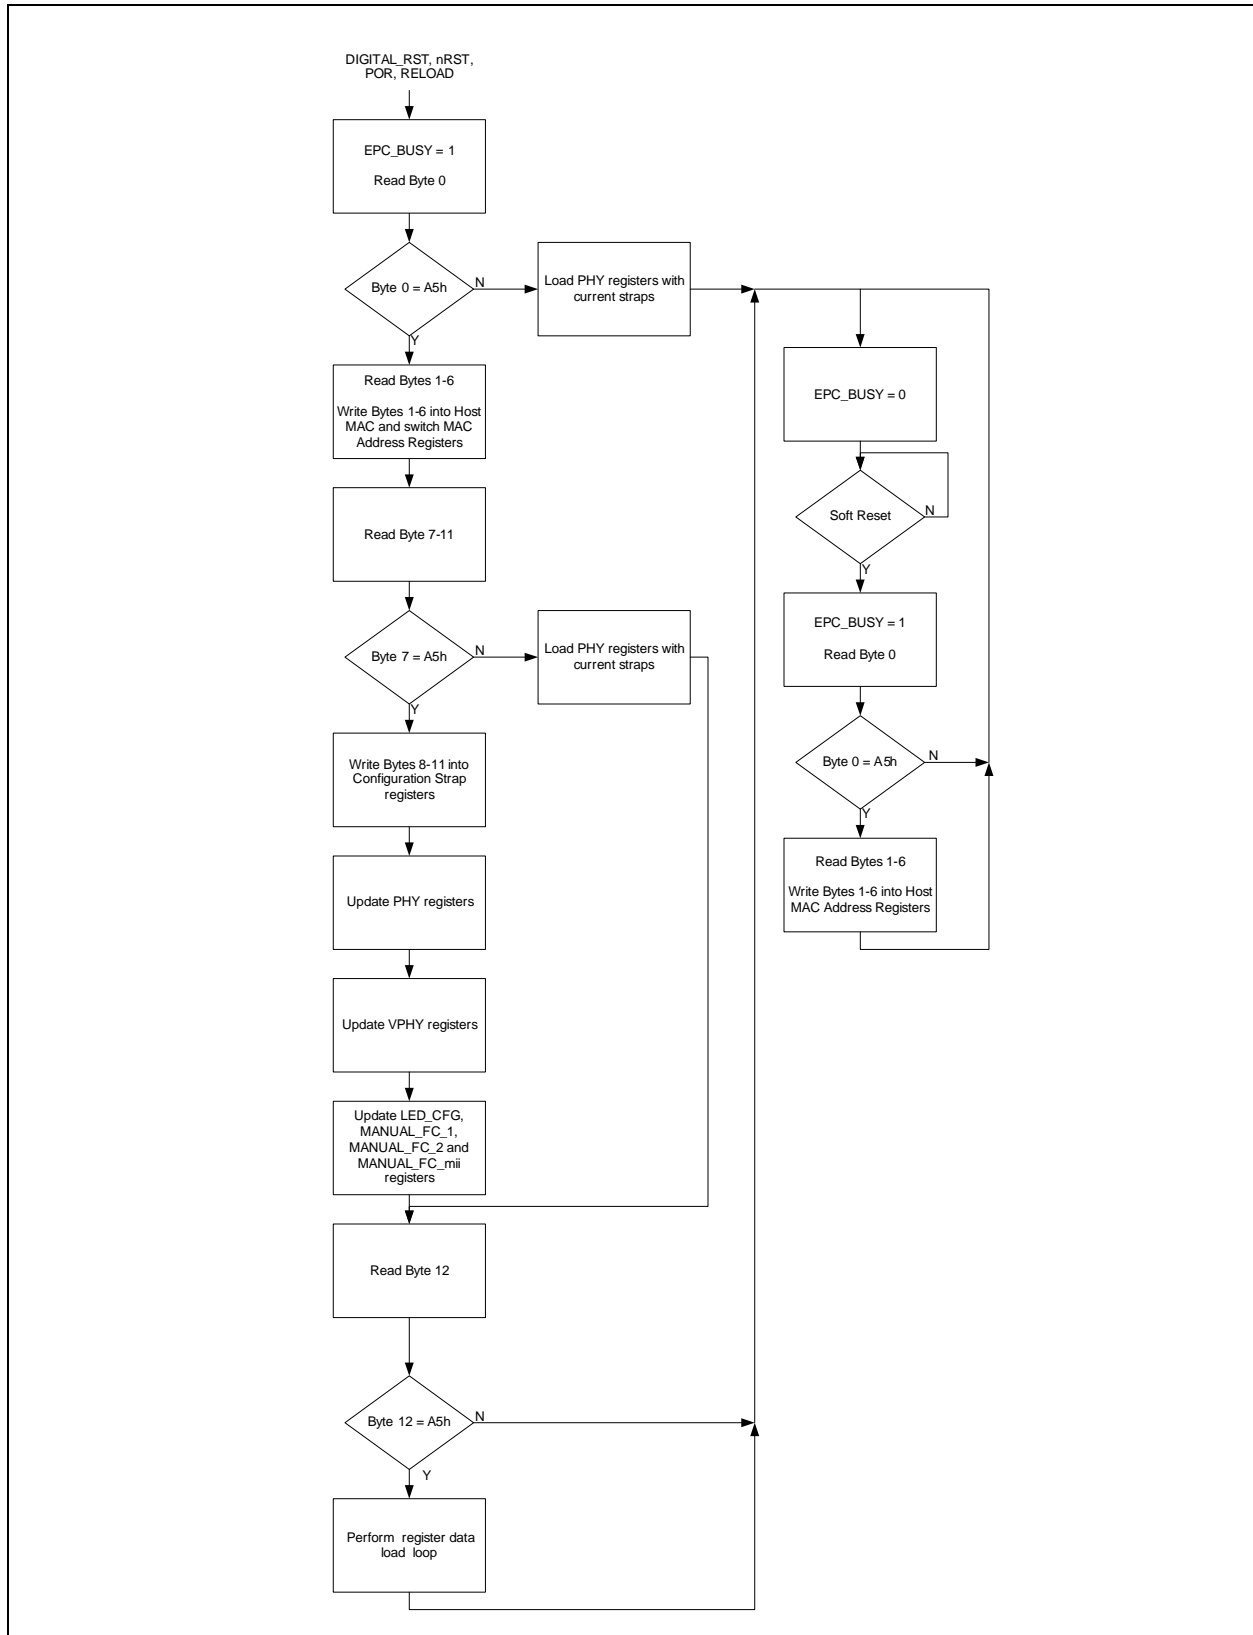 DIGITAL_RST, nRST,
POR, RELOAD
EPC_BUSY = 1
Read Byte 0
Byte 0 = A5h
N
Y
Load PHY registers with
current straps
Read Bytes 1-6
Write Bytes 1-6 into Host
MAC and switch MAC
Address Registers
Read Byte 7-11
Byte 7 = A5h
N
Y
Load PHY registers with
current straps
Write Bytes 8-11 into
Configuration Strap
registers
Update PHY registers
Update VPHY registers
Update LED_CFG,
MANUAL_FC_1,
MANUAL_FC_2 and
MANUAL_FC_mii
registers
Read Byte 12
Byte 12 = A5h
N
Y
Perform register data
load loop
EPC_BUSY = 0
Soft Reset
N
Y
EPC_BUSY = 1
Read Byte 0
Byte 0 = A5h
N
Y
Read Bytes 1-6
Write Bytes 1-6 into Host
MAC Address Registers